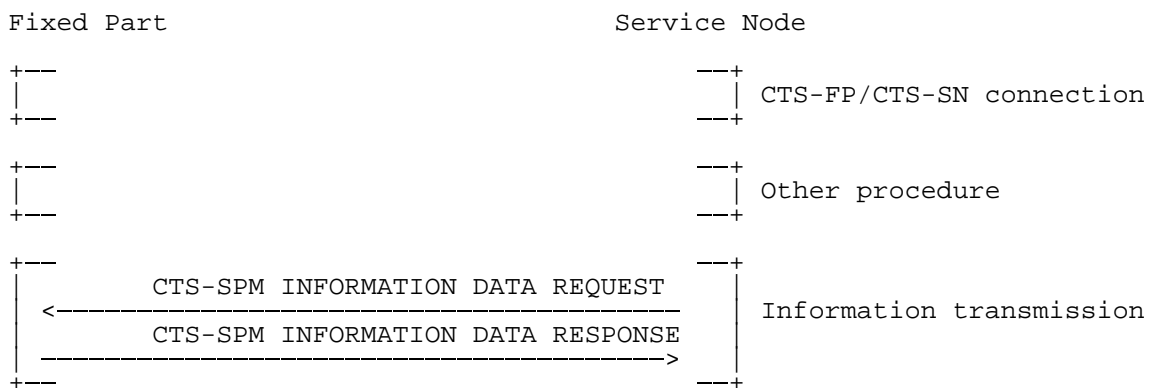 Fixed Part Service Node
CTS-FP/CTS-SN connection
Other procedure
CTS-SPM INFORMATION DATA REQUEST
Information transmission
CTS-SPM INFORMATION DATA RESPONSE